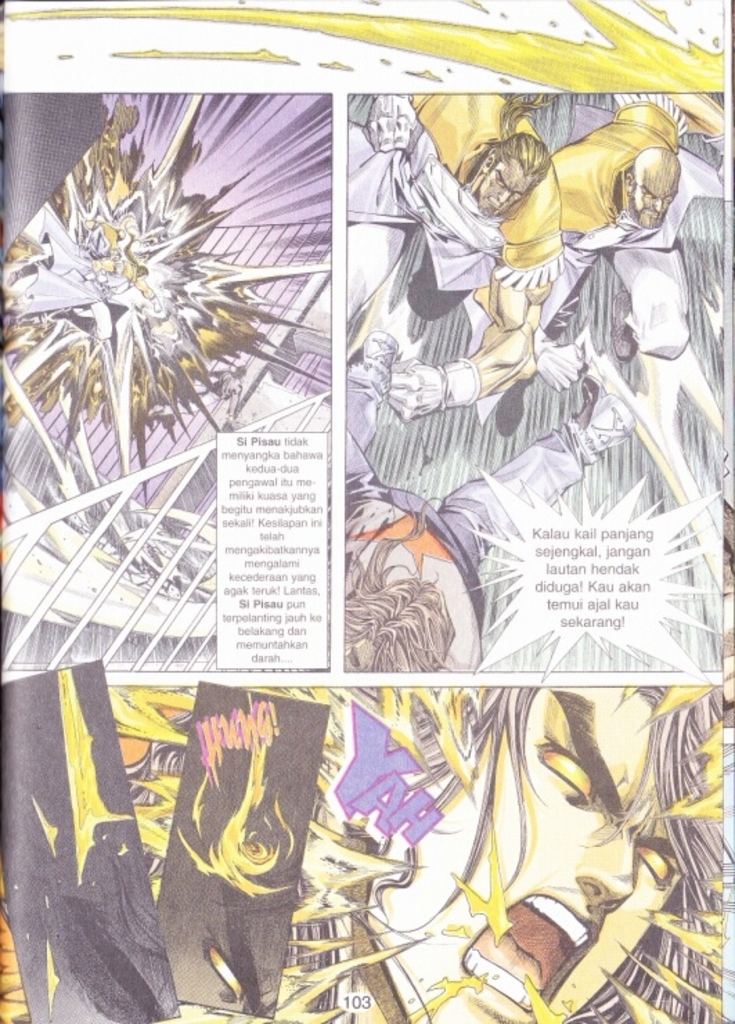 Si Pisau tidak
menyangka bahawa
kedua-dua
pengawal itu me-
miliki kuasa yang
begitu menakjubkan
sekali! Kesilapan ini
telah
mengakibatkannya
mengalami
kecederaan yang
agak teruk! Lantas,
Si Pisau pun
terpelanting jauh ke
belakang dan
memuntahkan
darah....
Kalau kail panjang
sejengkal, jangan
lautan hendak
diduga! Kau akan
temui ajal kau
sekarang!
YAH
103